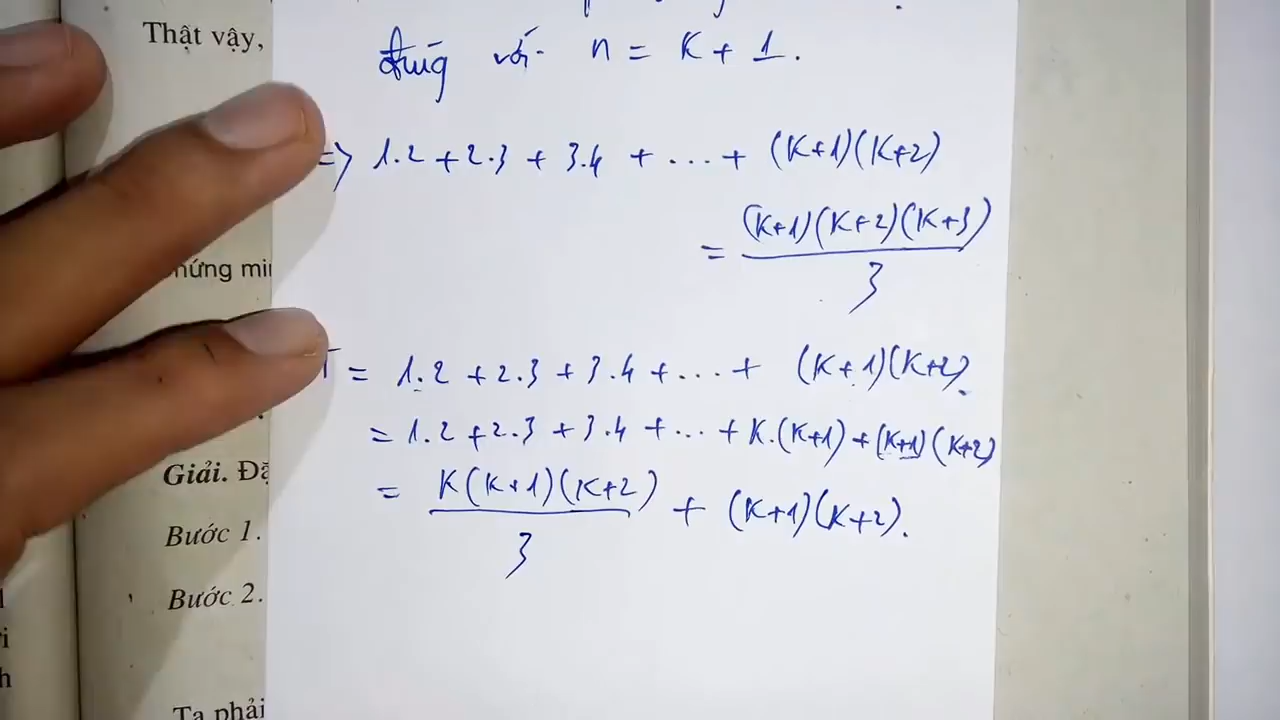 Thật vậy,
đúng với n = K + 1.
=> 1.2 + 2.3 + 3.4 + ... + (K+1)(K+2)
= (K+1)(K+2)(K+3)
3
hứng mi
T = 1.2 + 2.3 + 3.4 + ... + (K+1)(K+2).
= 1.2 + 2.3 + 3.4 + ... + K.(K+1) + (K+1)(K+2)
Giải. Đặ
= K(K+1)(K+2) + (K+1)(K+2).
3
Bước 1.
Bước 2.
Ta phải